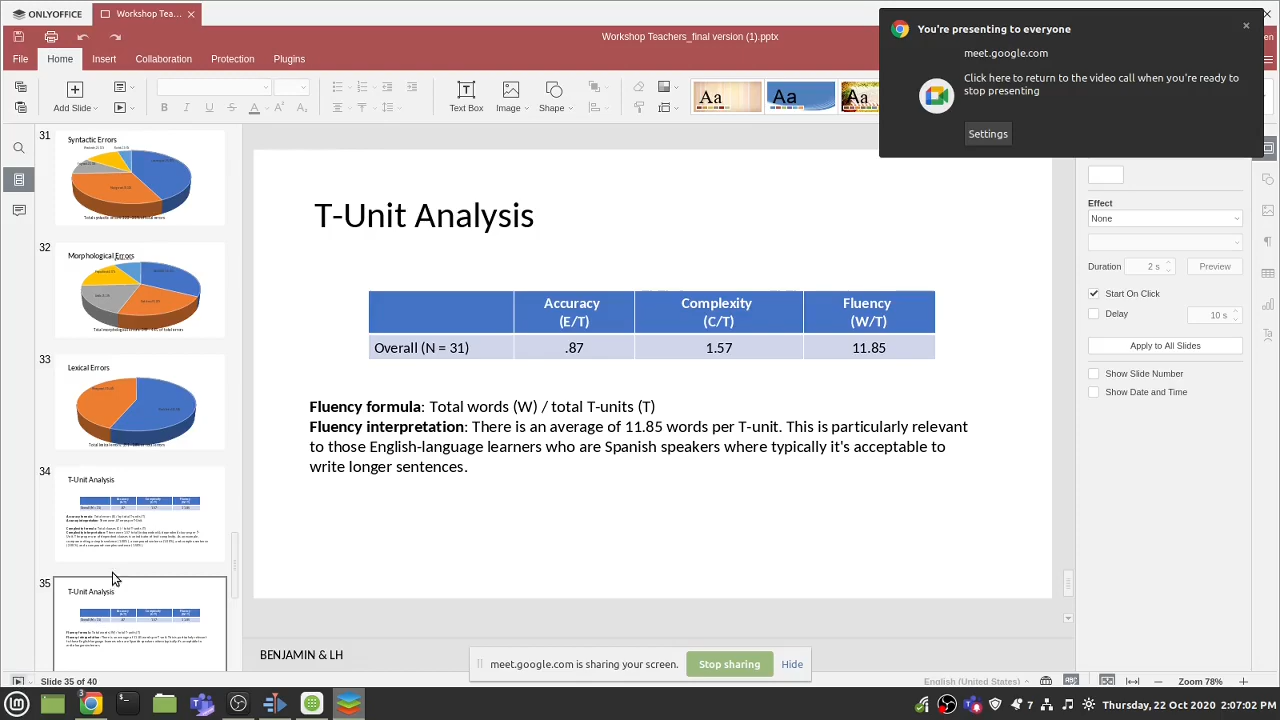 ONLYOFFICE
Workshop Tea...
Workshop Teachers_final version (1).pptx
File
Home
Insert
Collaboration
Protection
Plugins
Add Slide
Text Box
Image
Shape
Aa
Aa
Aa
You're presenting to everyone
meet.google.com
Click here to return to the video call when you're ready to
stop presenting
Settings
31
Syntactic Errors
32
Morphological Errors
33
Lexical Errors
34
T-Unit Analysis
35
T-Unit Analysis
T-Unit Analysis
Accuracy
(E/T)
Complexity
(C/T)
Fluency
(W/T)
Overall (N = 31)
.87
1.57
11.85
Fluency formula: Total words (W) / total T-units (T)
Fluency interpretation: There is an average of 11.85 words per T-unit. This is particularly relevant
to those English-language learners who are Spanish speakers where typically it's acceptable to
write longer sentences.
Effect
None
Duration
2 s
Preview
Start On Click
Delay
10 s
Apply to All Slides
Show Slide Number
Show Date and Time
BENJAMIN & LH
meet.google.com is sharing your screen.
Stop sharing
Hide
Slide 35 of 40
English (United States)
Zoom 78%
7
Thursday, 22 Oct 2020, 2:07:02 PM